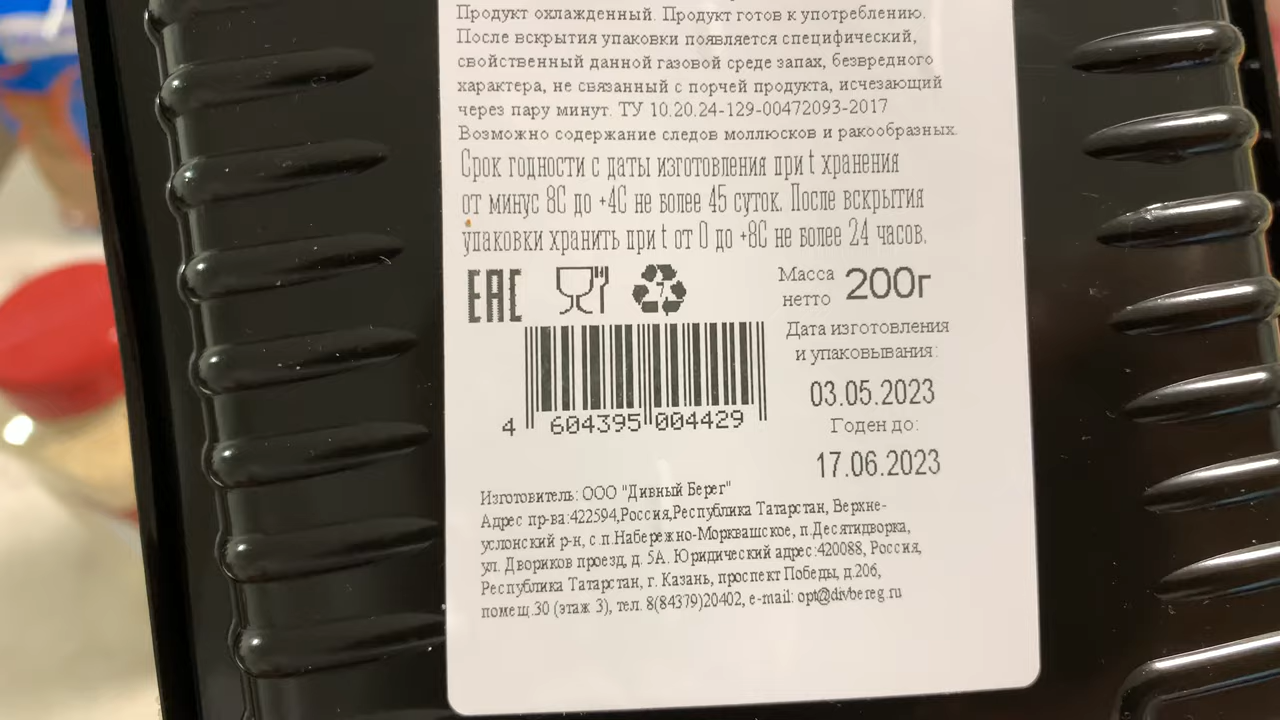 Продукт охлажденный. Продукт готов к употреблению.
После вскрытия упаковки появляется специфический,
свойственный данной газовой среде запах, безвредного
характера, не связанный с порчей продукта, исчезающий
через пару минут. ТУ 10.20.24-129-00472093-2017
Возможно содержание следов моллюсков и ракообразных.
Срок годности с даты изготовления при t хранения
от минус 8С до +4С не более 45 суток. После вскрытия
упаковки хранить при t от 0 до +8С не более 24 часов.
ЕАС
7
Масса
нетто 200г
Дата изготовления
и упаковывания:
03.05.2023
Годен до:
17.06.2023
4 604395 004429
Изготовитель: ООО "Дивный Берег"
Адрес пр-ва:422594,Россия,Республика Татарстан, Верхне-
услонский р-н, с.п.Набережно-Морквашское, п.Десятидворка,
ул. Двориков проезд, д. 5А. Юридический адрес:420088, Россия,
Республика Татарстан, г. Казань, проспект Победы, д.206,
помещ.30 (этаж 3), тел. 8(84379)20402, e-mail: opt@divbereg.ru